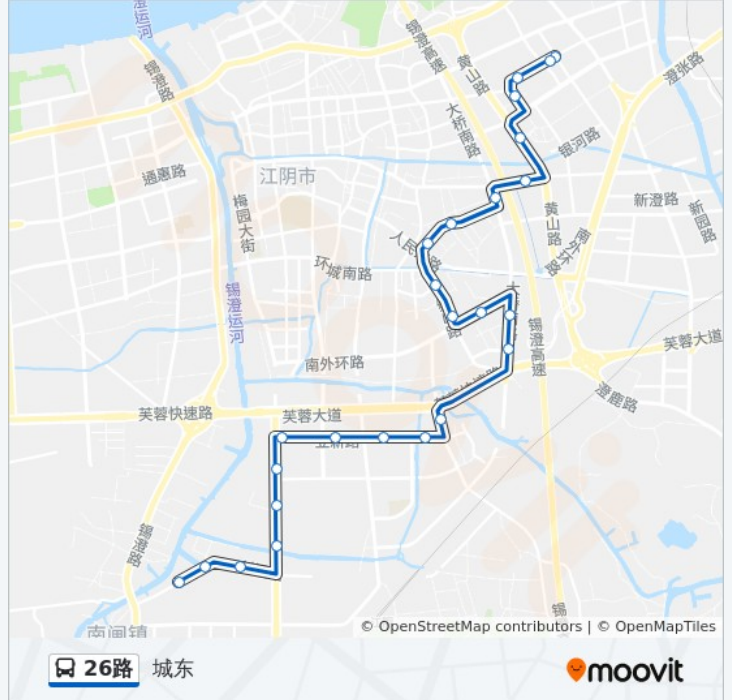 锡澄运河
锡澄高速
黄山路
锡澄路
澄张路
大桥南路
银河路
通惠路
江阴市
梅园大街
新澄路
新园路
黄山路
南外环路
人民
路
环城南路
锡澄运河
锡澄高速
芙蓉大道
南外环路
澄鹿路
芙蓉快速路
芙蓉大道
锡澄路
锡
南闸镇
© OpenStreetMap contributors | © OpenMapTiles
26路 城东
moovit